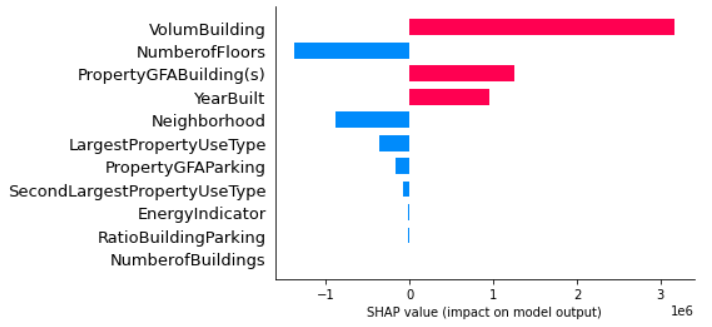 VolumBuilding
NumberofFloors
PropertyGFABuilding(s)
YearBuilt
Neighborhood
LargestPropertyUseType
PropertyGFAParking
SecondLargestPropertyUseType
EnergyIndicator
RatioBuildingParking
NumberofBuildings
−1 0 1 2 3
SHAP value (impact on model output) 1e6